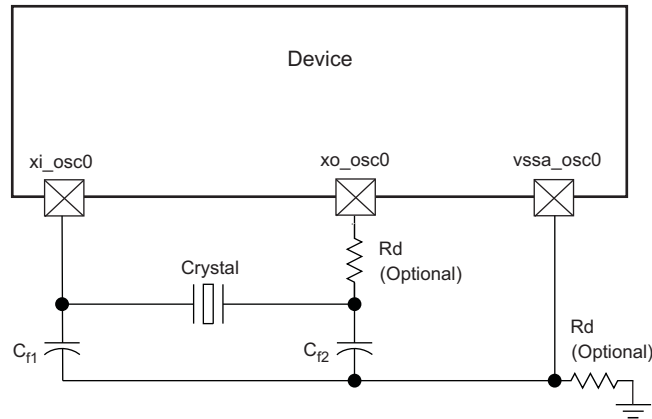 Device
xi_osc0
xo_osc0
vssa_osc0
Rd
(Optional)
Crystal
Rd
(Optional)
Cf1
Cf2